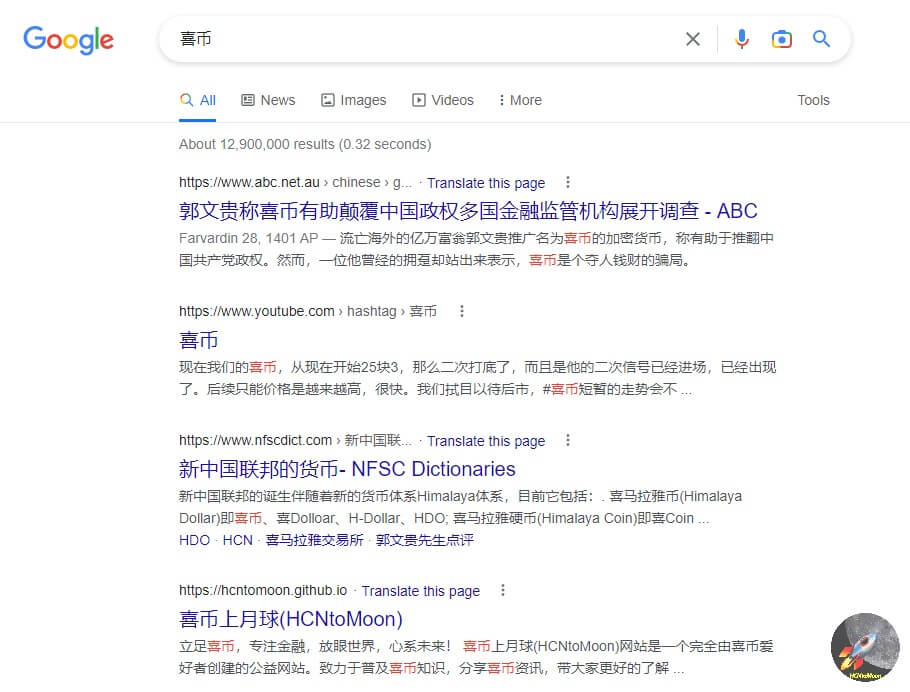 Google
喜币
All News Images Videos More Tools
About 12,900,000 results (0.32 seconds)
https://www.abc.net.au › chinese › g... · Translate this page
郭文贵称喜币有助颠覆中国政权多国金融监管机构展开调查 - ABC
Farvardin 28, 1401 AP — 流亡海外的亿万富翁郭文贵推广名为喜币的加密货币，称有助于推翻中
国共产党政权。然而，一位他曾经的拥趸却站出来表示，喜币是个夺人钱财的骗局。
https://www.youtube.com › hashtag › 喜币
喜币
现在我们的喜币，从现在开始25块3，那么二次打底了，而且是他的二次信号已经进场，已经出现
了。后续只能价格是越来越高，很快。我们拭目以待后市，#喜币短暂的走势会不 ...
https://www.nfscdict.com › 新中国联... · Translate this page
新中国联邦的货币- NFSC Dictionaries
新中国联邦的诞生伴随着新的货币体系Himalaya体系，目前它包括：. 喜马拉雅币(Himalaya
Dollar)即喜币、喜Dolloar、H-Dollar、HDO; 喜马拉雅硬币(Himalaya Coin)即喜Coin ...
HDO · HCN · 喜马拉雅交易所 · 郭文贵先生点评
https://hcntomoon.github.io · Translate this page
喜币上月球(HCNtoMoon)
立足喜币，专注金融，放眼世界，心系未来！ 喜币上月球(HCNtoMoon)网站是一个完全由喜币爱
好者创建的公益网站。致力于普及喜币知识，分享喜币资讯，带大家更好的了解 ...
HCNtoMoon